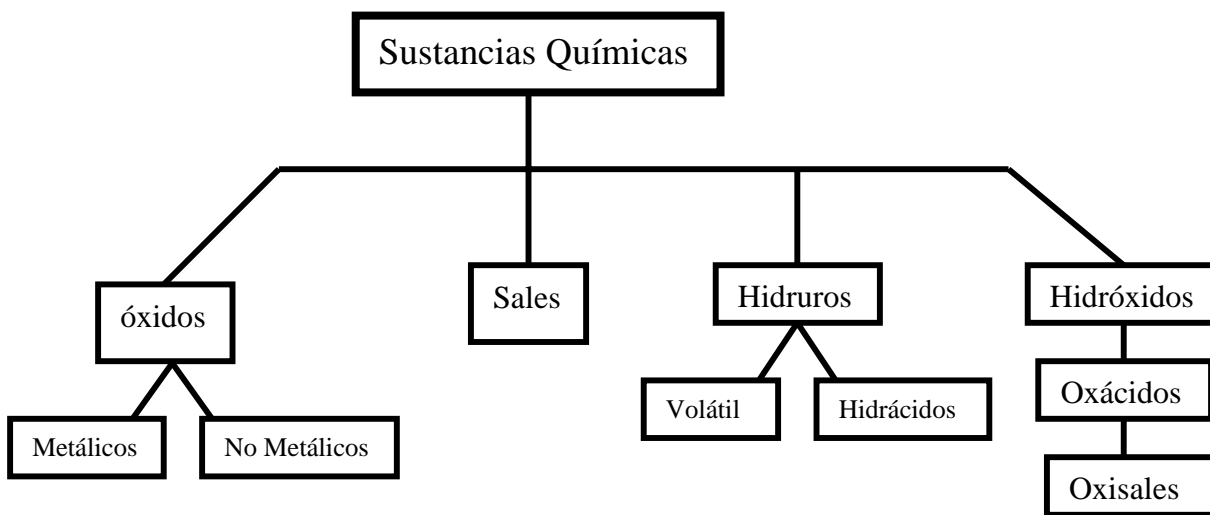 Sustancias Químicas
óxidos
Sales
Hidruros
Hidróxidos
Metálicos
No Metálicos
Volátil
Hidrácidos
Oxácidos
Oxisales